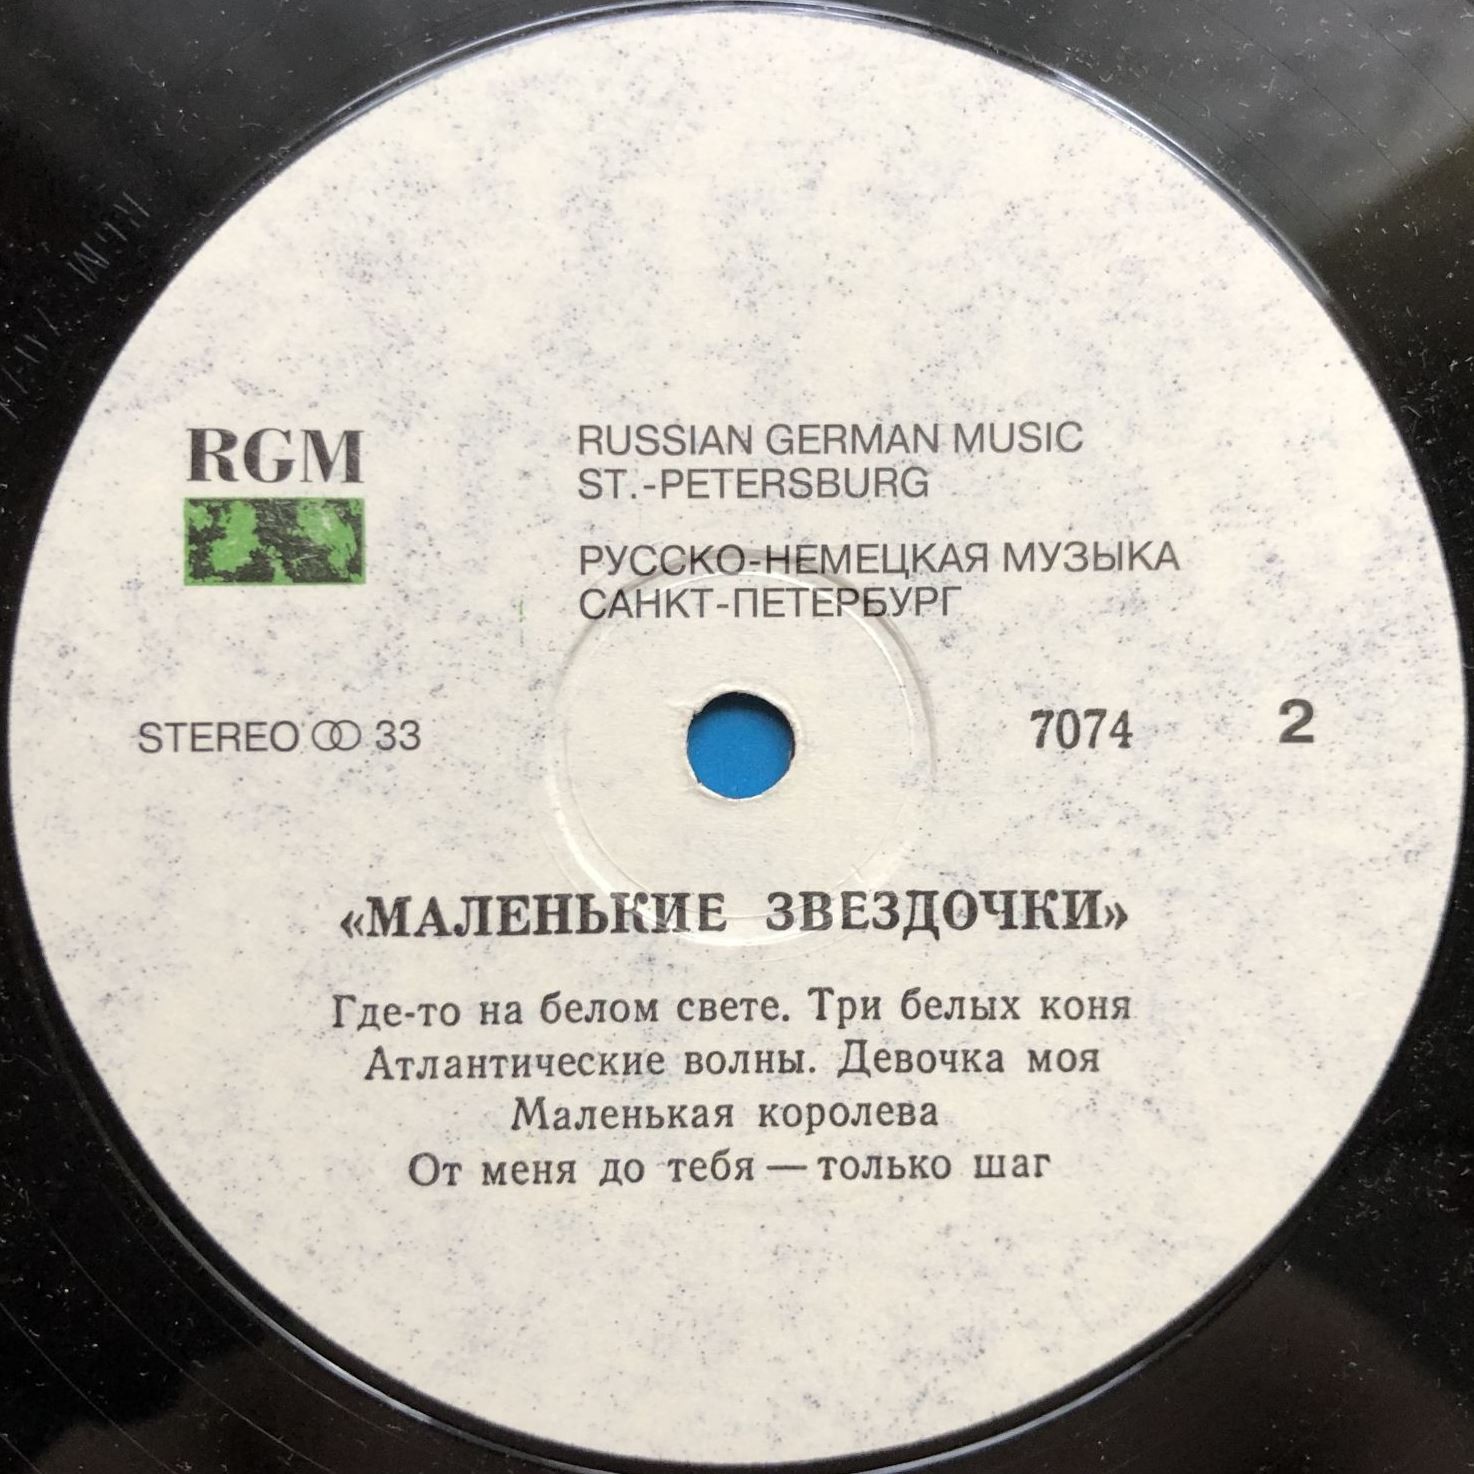 RGM
RUSSIAN GERMAN MUSIC
ST.-PETERSBURG
РУССКО-НЕМЕЦКАЯ МУЗЫКА
САНКТ-ПЕТЕРБУРГ
STEREO 33
7074
2
«МАЛЕНЬКИЕ ЗВЕЗДОЧКИ»
Где-то на белом свете. Три белых коня
Атлантические волны. Девочка моя
Маленькая королева
От меня до тебя — только шаг